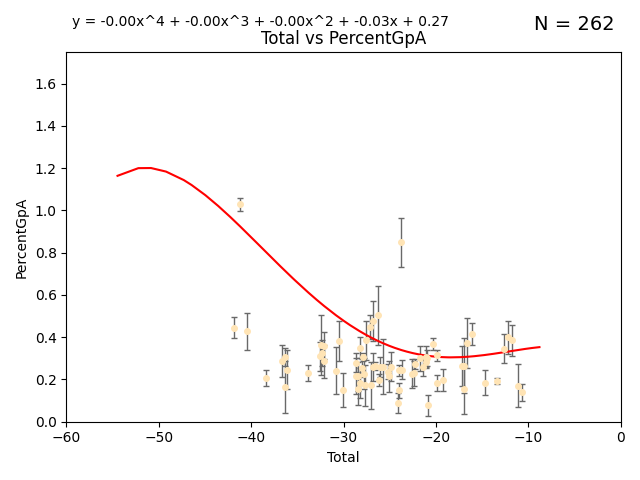 y = -0.00x^4 + -0.00x^3 + -0.00x^2 + -0.03x + 0.27
N = 262
Total vs PercentGpA
1.6
1.4
1.2
1.0
0.8
0.6
0.4
0.2
0.0
PercentGpA
−60 −50 −40 −30 −20 −10 0
Total